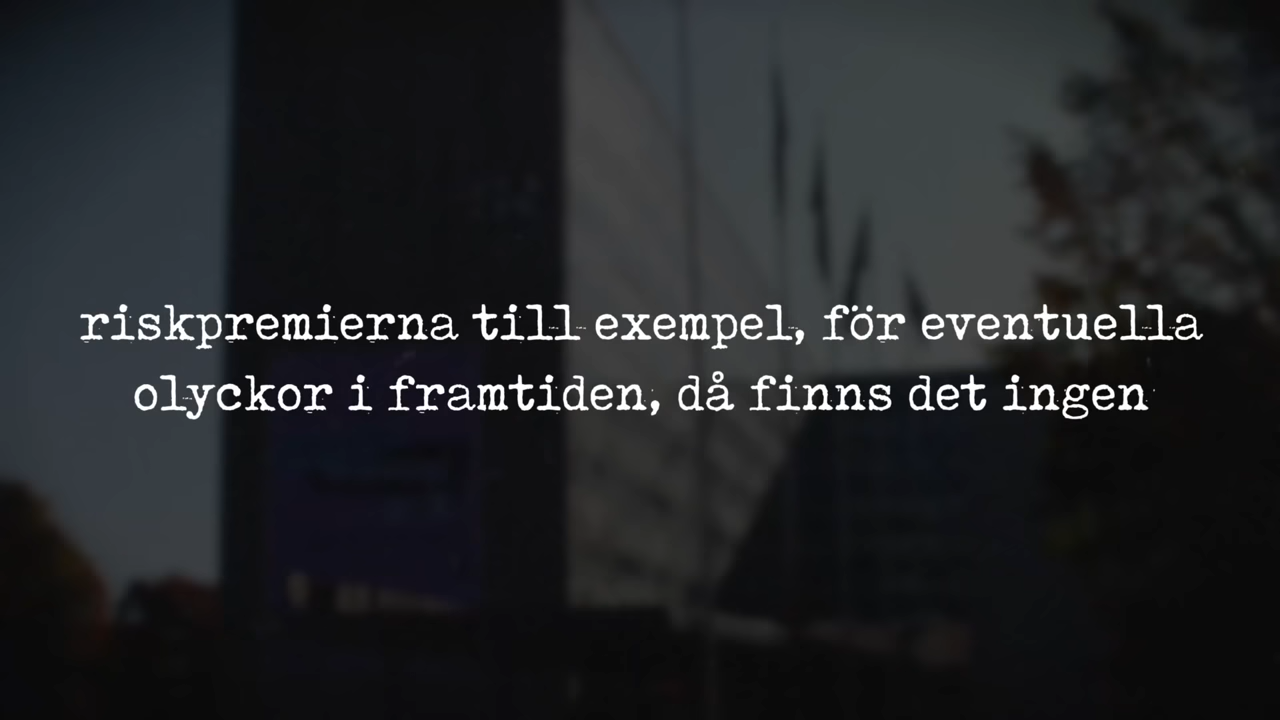 riskpremierna till exempel, för eventuella
olyckor i framtiden, då finns det ingen